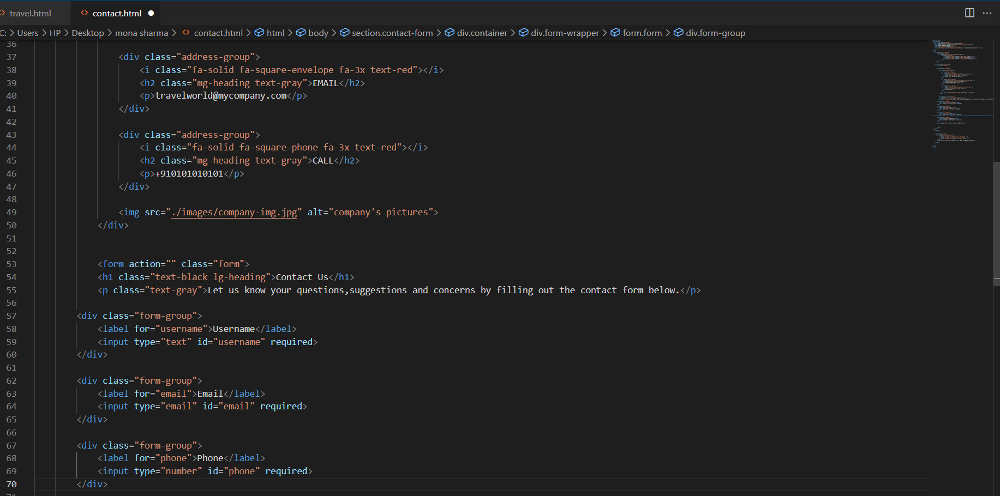 travel.html
contact.html
C: > Users > HP > Desktop > mona sharma > contact.html > html > body > section.contact-form > div.container > div.form-wrapper > form.form > div.form-group
36
37 <div class="address-group">
38 <i class="fa-solid fa-square-envelope fa-3x text-red"></i>
39 <h2 class="mg-heading text-gray">EMAIL</h2>
40 <p>travelworld@mycompany.com</p>
41 </div>
42
43 <div class="address-group">
44 <i class="fa-solid fa-square-phone fa-3x text-red"></i>
45 <h2 class="mg-heading text-gray">CALL</h2>
46 <p>+910101010101</p>
47 </div>
48
49 <img src="./images/company-img.jpg" alt="company's pictures">
50 </div>
51
52
53 <form action="" class="form">
54 <h1 class="text-black lg-heading">Contact Us</h1>
55 <p class="text-gray">Let us know your questions,suggestions and concerns by filling out the contact form below.</p>
56
57 <div class="form-group">
58 <label for="username">Username</label>
59 <input type="text" id="username" required>
60 </div>
61
62 <div class="form-group">
63 <label for="email">Email</label>
64 <input type="email" id="email" required>
65 </div>
66
67 <div class="form-group">
68 <label for="phone">Phone</label>
69 <input type="number" id="phone" required>
70 </div>